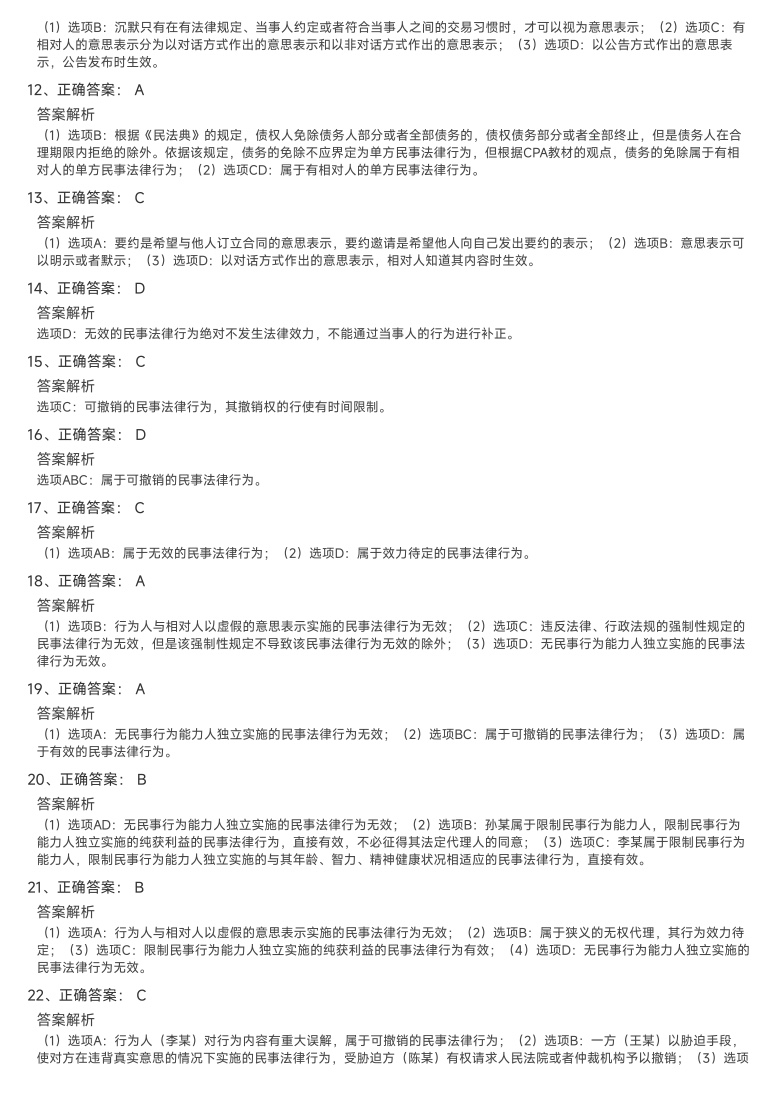 （1）选项B：沉默只有在有法律规定、当事人约定或者符合当事人之间的交易习惯时，才可以视为意思表示；（2）选项C：有
相对人的意思表示分为以对话方式作出的意思表示和以非对话方式作出的意思表示；（3）选项D：以公告方式作出的意思表
示，公告发布时生效。
12、正确答案： A
答案解析
（1）选项B：根据《民法典》的规定，债权人免除债务人部分或者全部债务的，债权债务部分或者全部终止，但是债务人在合
理期限内拒绝的除外。依据该规定，债务的免除不应界定为单方民事法律行为，但根据CPA教材的观点，债务的免除属于有相
对人的单方民事法律行为；（2）选项CD：属于有相对人的单方民事法律行为。
13、正确答案： C
答案解析
（1）选项A：要约是希望与他人订立合同的意思表示，要约邀请是希望他人向自己发出要约的表示；（2）选项B：意思表示可
以明示或者默示；（3）选项D：以对话方式作出的意思表示，相对人知道其内容时生效。
14、正确答案： D
答案解析
选项D：无效的民事法律行为绝对不发生法律效力，不能通过当事人的行为进行补正。
15、正确答案： C
答案解析
选项C：可撤销的民事法律行为，其撤销权的行使有时间限制。
16、正确答案： D
答案解析
选项ABC：属于可撤销的民事法律行为。
17、正确答案： C
答案解析
（1）选项AB：属于无效的民事法律行为；（2）选项D：属于效力待定的民事法律行为。
18、正确答案： A
答案解析
（1）选项B：行为人与相对人以虚假的意思表示实施的民事法律行为无效；（2）选项C：违反法律、行政法规的强制性规定的
民事法律行为无效，但是该强制性规定不导致该民事法律行为无效的除外；（3）选项D：无民事行为能力人独立实施的民事法
律行为无效。
19、正确答案： A
答案解析
（1）选项A：无民事行为能力人独立实施的民事法律行为无效；（2）选项BC：属于可撤销的民事法律行为；（3）选项D：属
于有效的民事法律行为。
20、正确答案： B
答案解析
（1）选项AD：无民事行为能力人独立实施的民事法律行为无效；（2）选项B：孙某属于限制民事行为能力人，限制民事行为
能力人独立实施的纯获利益的民事法律行为，直接有效，不必征得其法定代理人的同意；（3）选项C：李某属于限制民事行为
能力人，限制民事行为能力人独立实施的与其年龄、智力、精神健康状况相适应的民事法律行为，直接有效。
21、正确答案： B
答案解析
（1）选项A：行为人与相对人以虚假的意思表示实施的民事法律行为无效；（2）选项B：属于狭义的无权代理，其行为效力待
定；（3）选项C：限制民事行为能力人独立实施的纯获利益的民事法律行为有效；（4）选项D：无民事行为能力人独立实施的
民事法律行为无效。
22、正确答案： C
答案解析
（1）选项A：行为人（李某）对行为内容有重大误解，属于可撤销的民事法律行为；（2）选项B：一方（王某）以胁迫手段，
使对方在违背真实意思的情况下实施的民事法律行为，受胁迫方（陈某）有权请求人民法院或者仲裁机构予以撤销；（3）选项